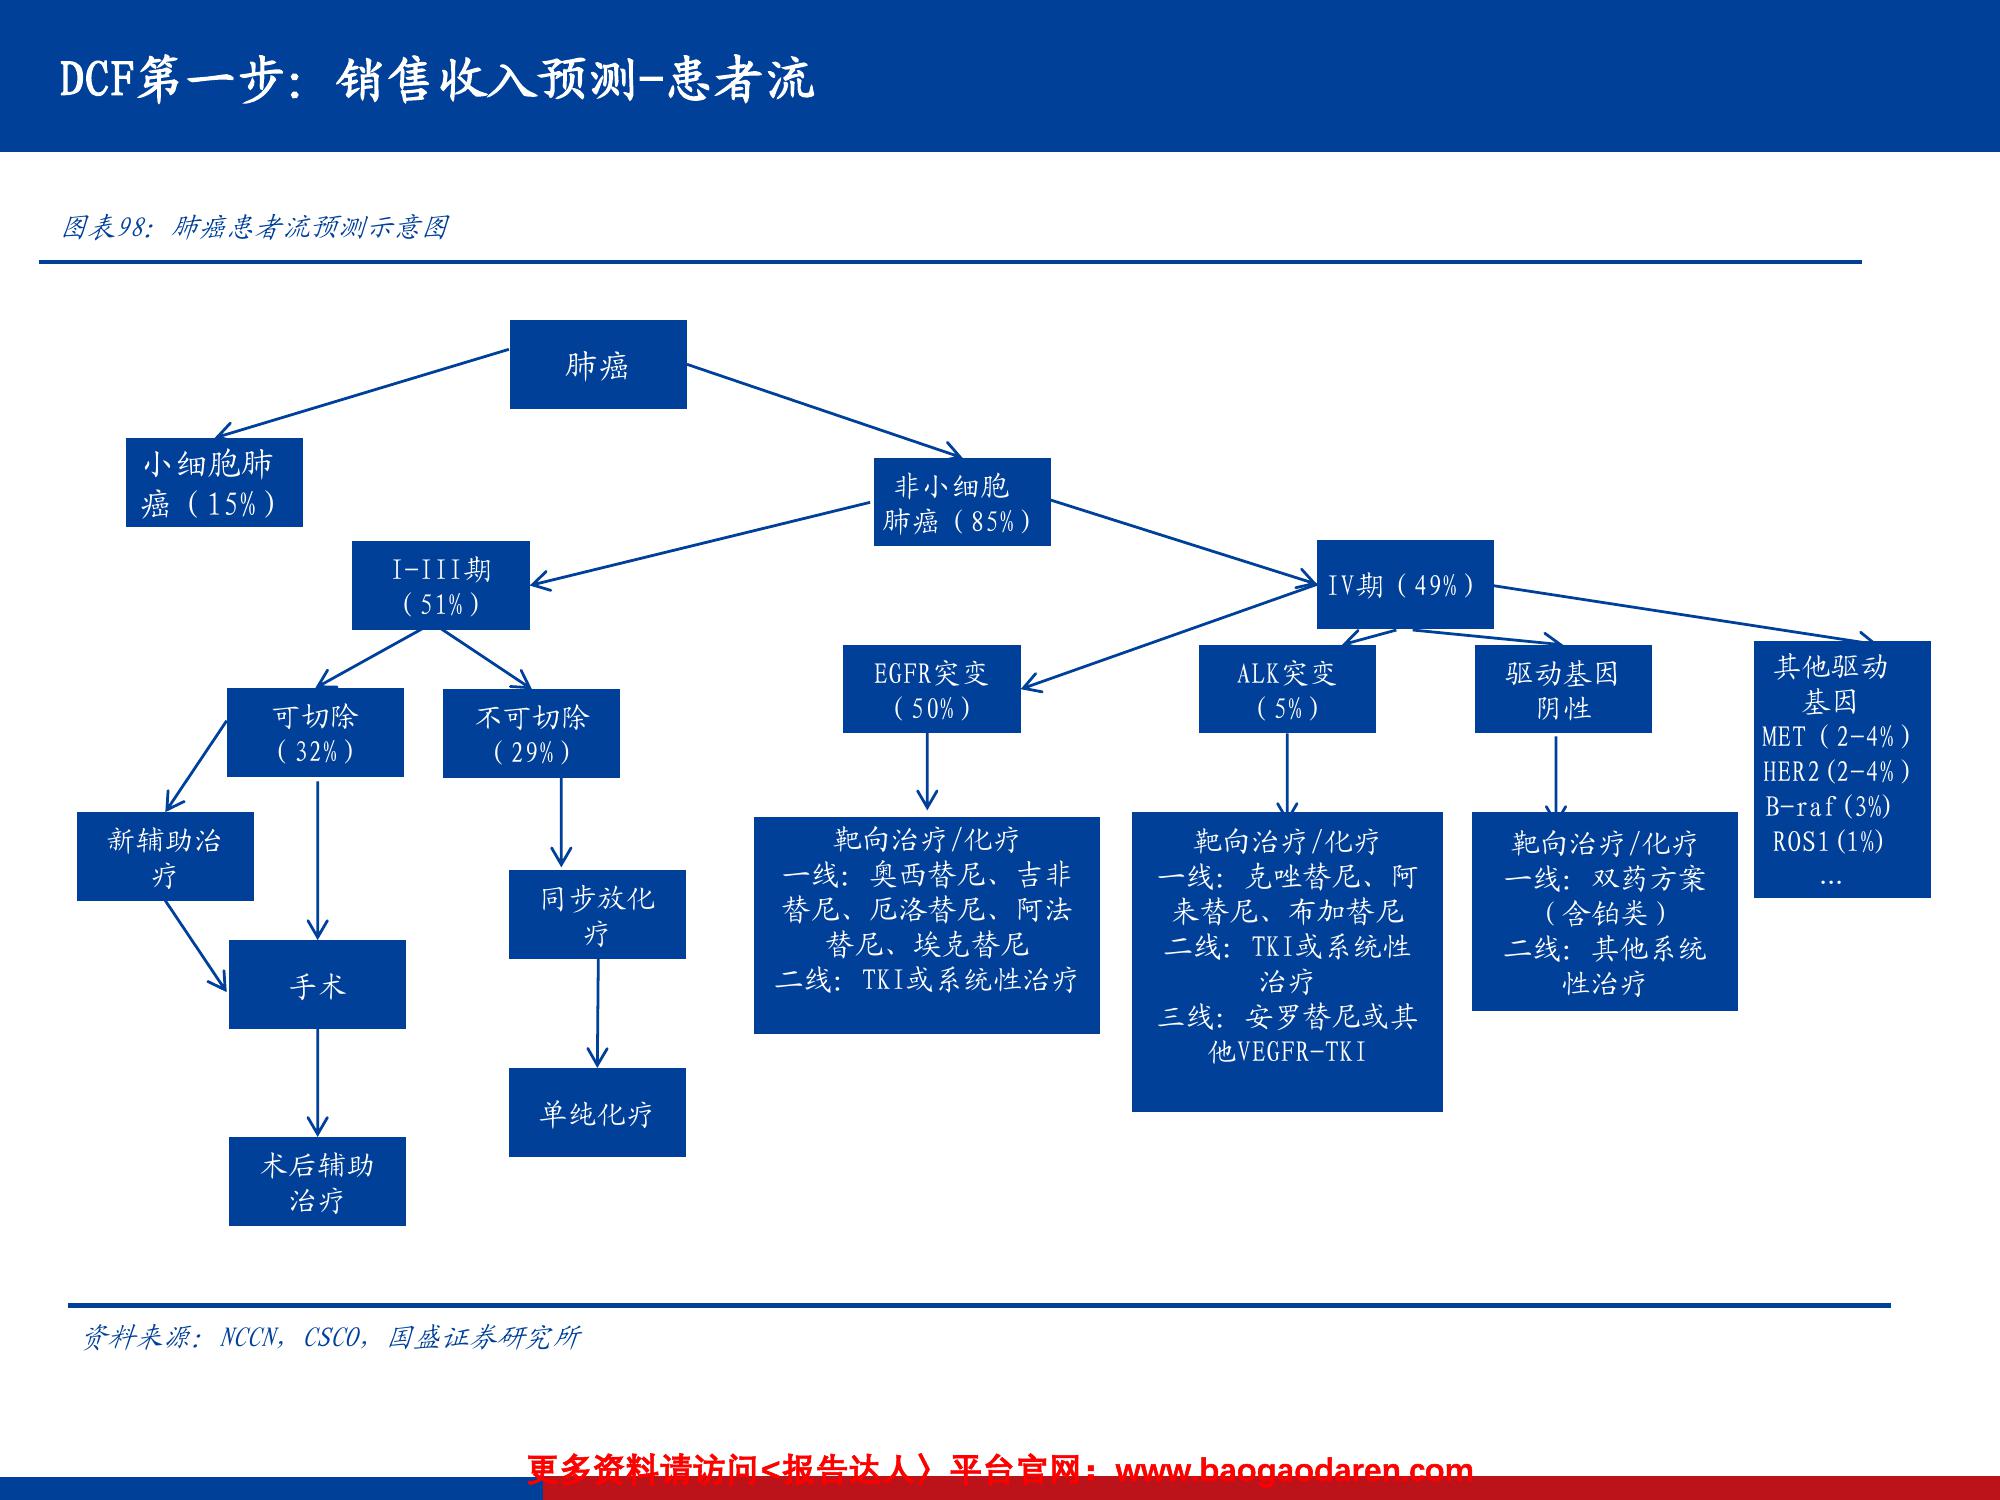 DCF第一步：销售收入预测-患者流
图表98：肺癌患者流预测示意图
肺癌
小细胞肺
癌（15%）
非小细胞
肺癌（85%）
I-III期
（51%）
IV期（49%）
可切除
（32%）
不可切除
（29%）
EGFR突变
（50%）
ALK突变
（5%）
驱动基因
阴性
其他驱动
基因
MET（2-4%）
HER2(2-4%）
B-raf(3%)
ROS1(1%)
…
新辅助治
疗
同步放化
疗
手术
单纯化疗
术后辅助
治疗
靶向治疗/化疗
一线：奥西替尼、吉非
替尼、厄洛替尼、阿法
替尼、埃克替尼
二线：TKI或系统性治疗
靶向治疗/化疗
一线：克唑替尼、阿
来替尼、布加替尼
二线：TKI或系统性
治疗
三线：安罗替尼或其
他VEGFR-TKI
靶向治疗/化疗
一线：双药方案
（含铂类）
二线：其他系统
性治疗
资料来源：NCCN，CSCO，国盛证券研究所
更多资料请访问<报告达人〉平台官网：www.baogaodaren.com